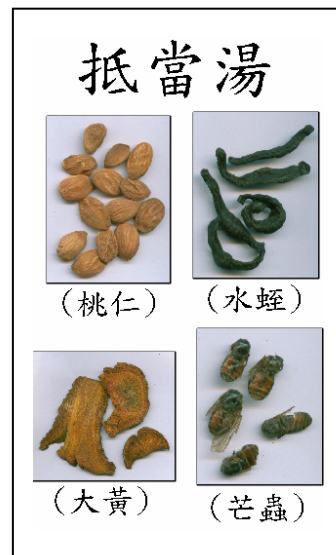 抵當湯
（桃仁）
（水蛭）
（大黃）
（芒蟲）